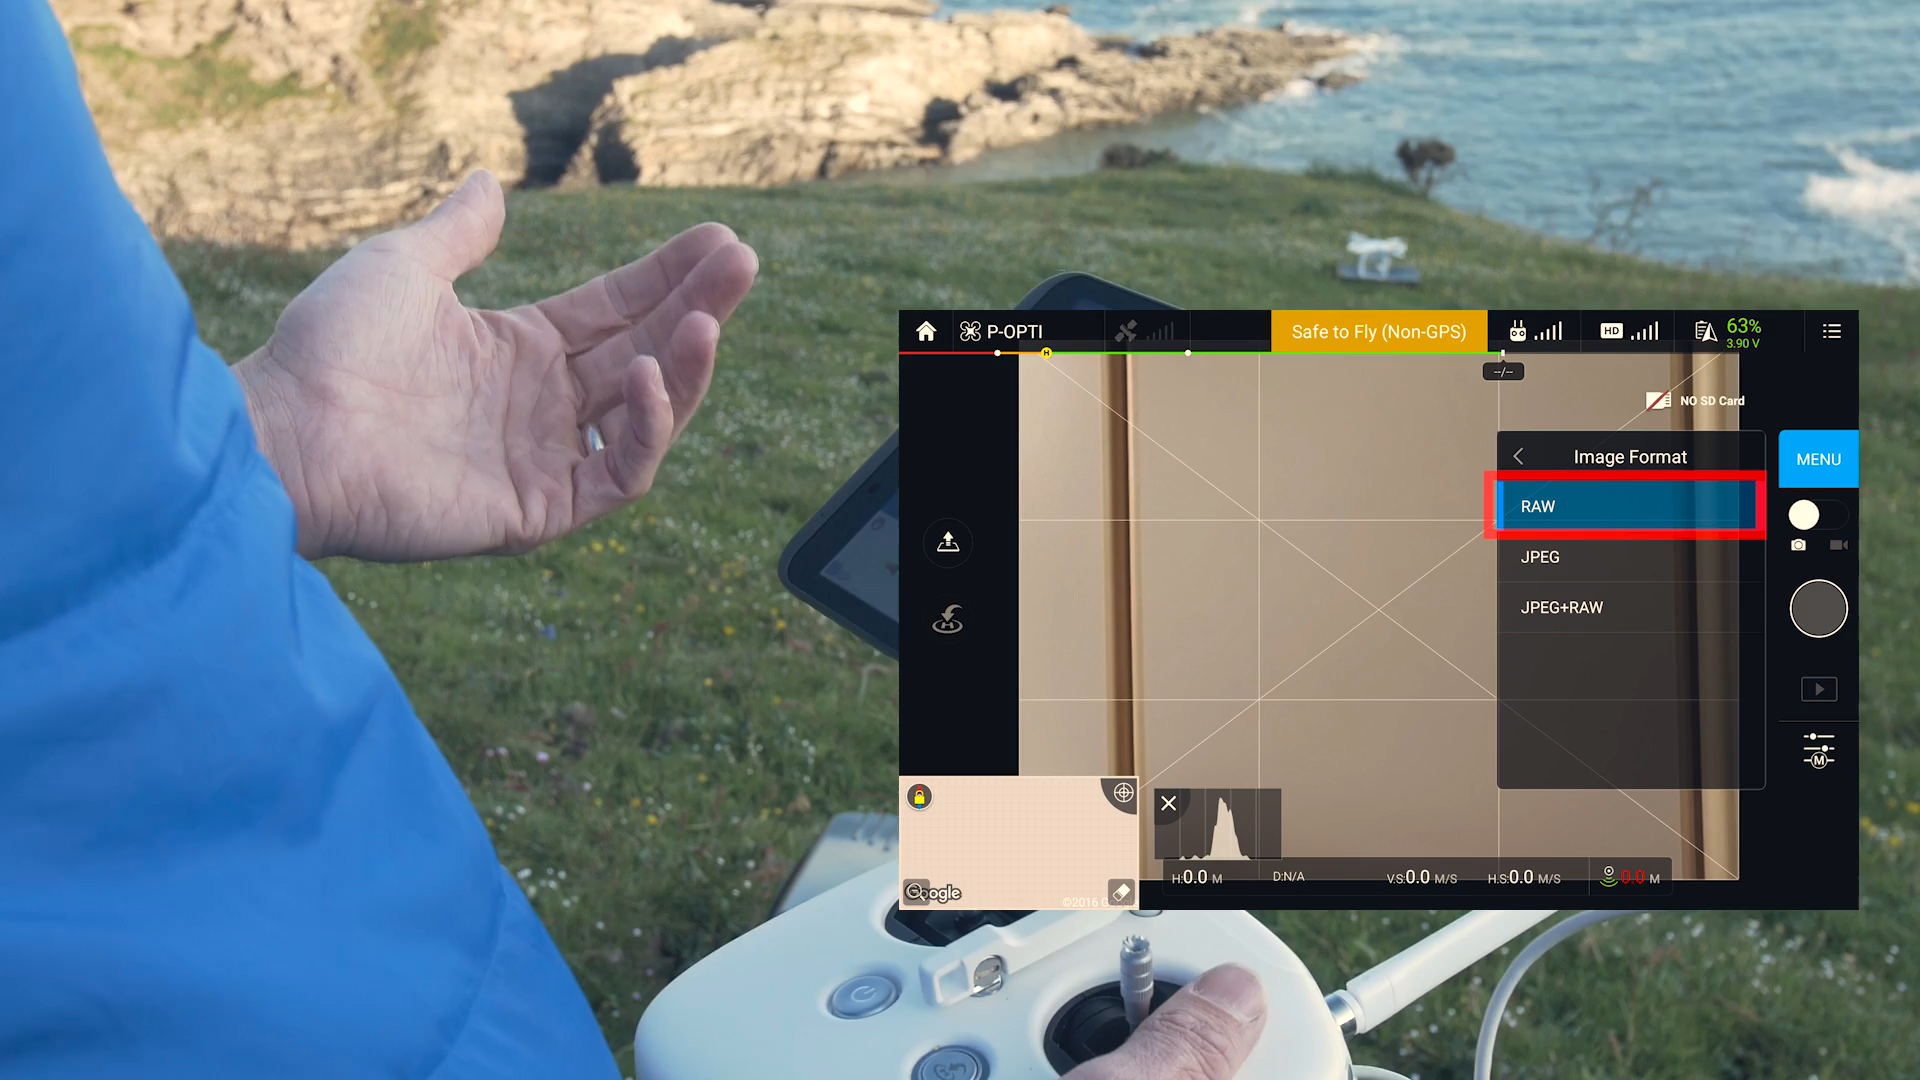 P-OPTI
Safe to Fly (Non-GPS)
HD
63%
3.90 V
H
--/--
NO SD Card
Image Format
MENU
RAW
JPEG
JPEG+RAW
M
H:0.0 M
D:N/A
V.S:0.0 M/S
H.S:0.0 M/S
0.0 M
Google
©2016